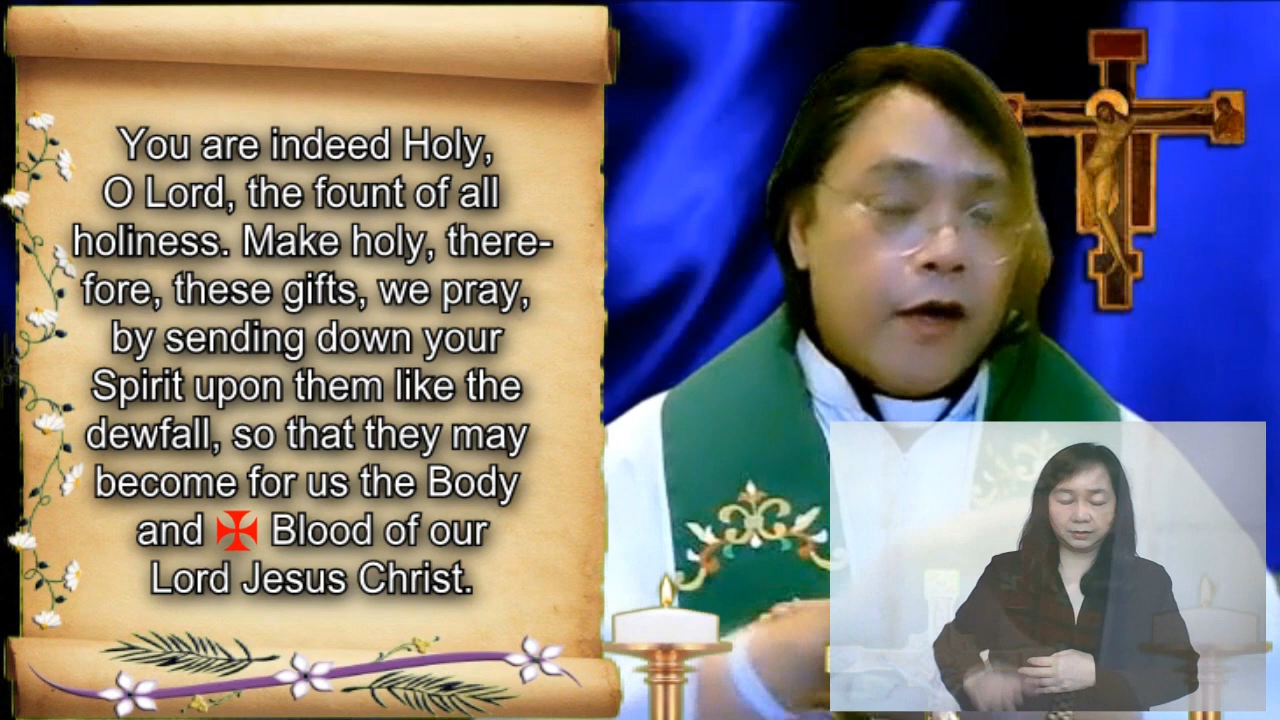 You are indeed Holy,
O Lord, the fount of all
holiness. Make holy, there-
fore, these gifts, we pray,
by sending down your
Spirit upon them like the
dewfall, so that they may
become for us the Body
and ✠ Blood of our
Lord Jesus Christ.